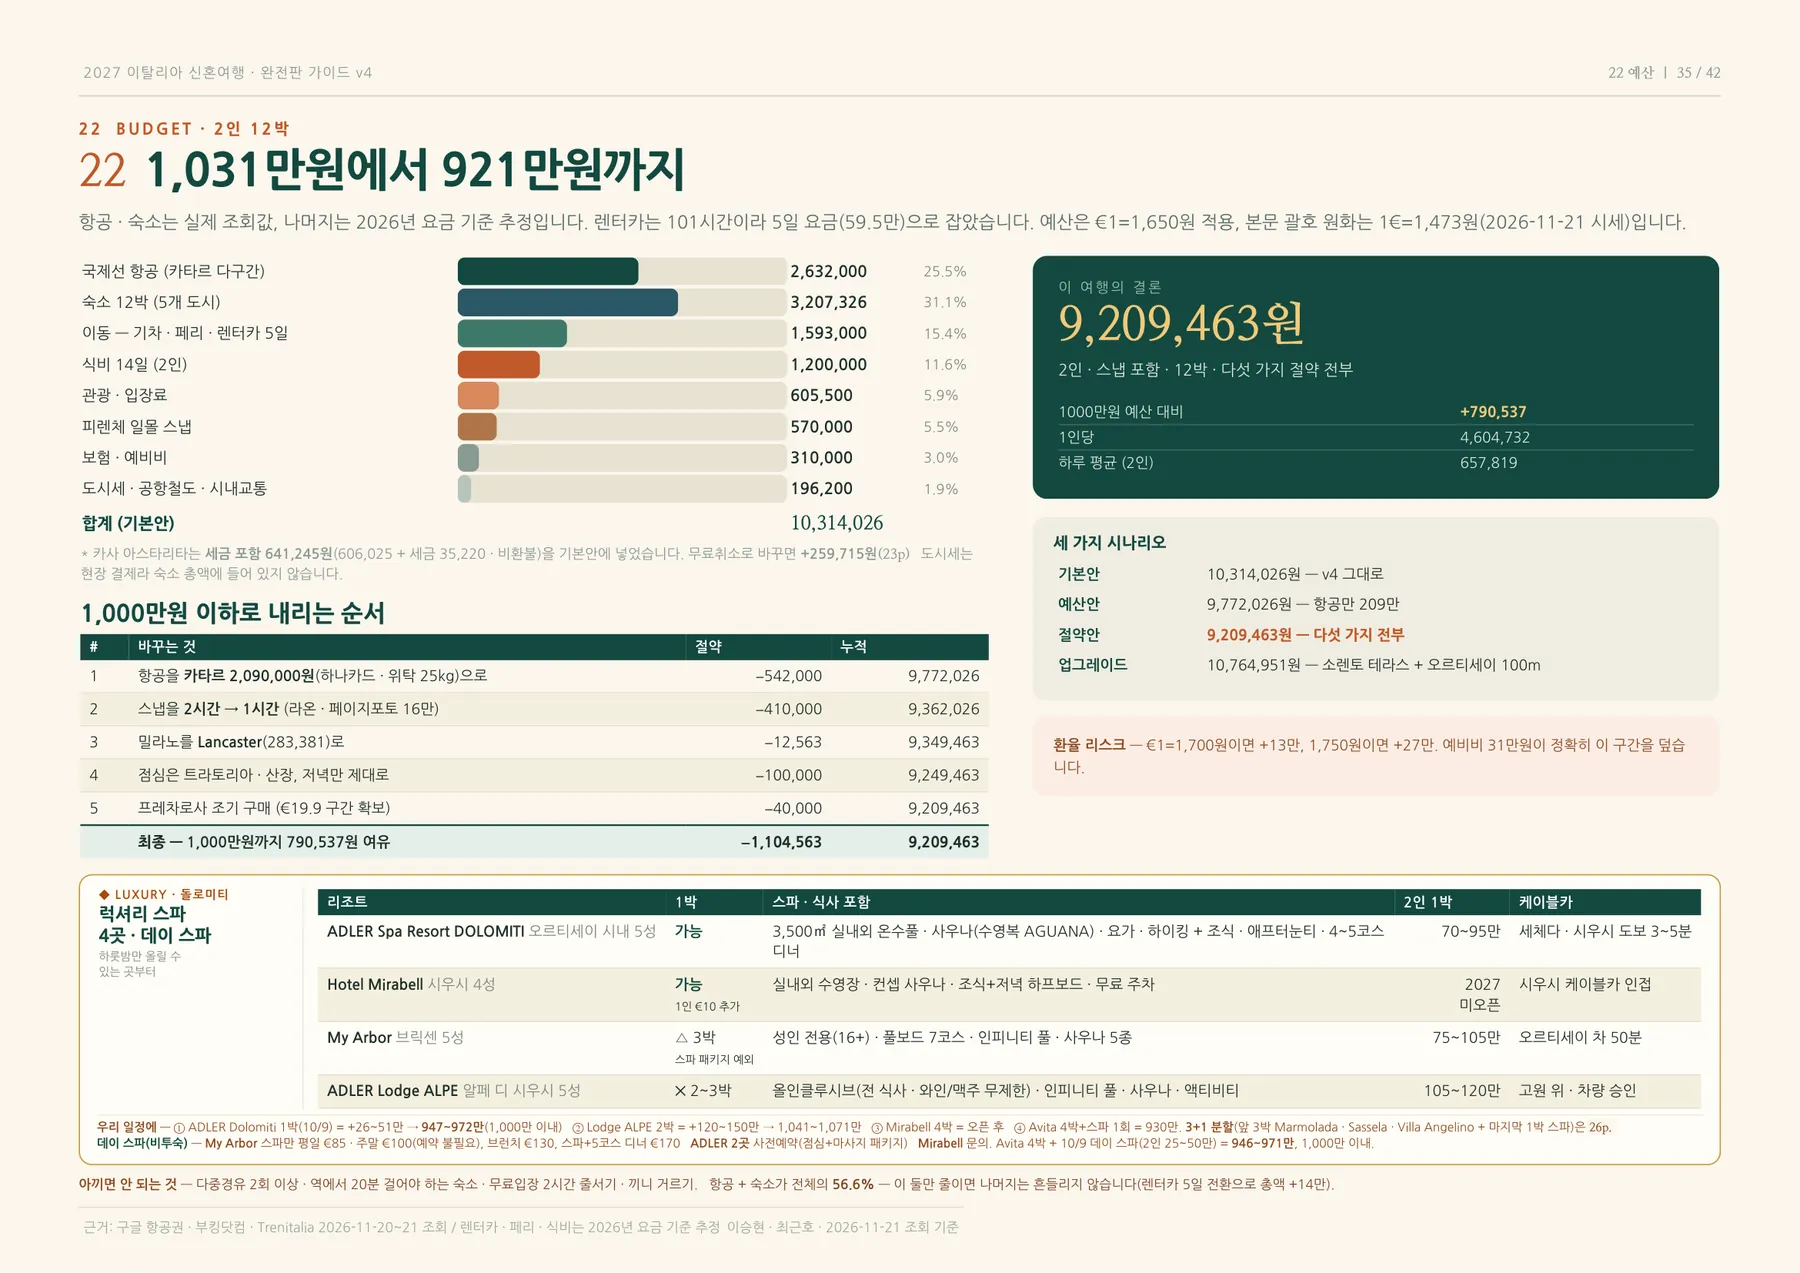 2027 이탈리아 신혼여행 · 완전판 가이드 v4
22 예산 | 35 / 42
22 BUDGET · 2인 12박
22 1,031만원에서 921만원까지
항공 · 숙소는 실제 조회값, 나머지는 2026년 요금 기준 추정입니다. 렌터카는 101시간이라 5일 요금(59.5만)으로 잡았습니다. 예산은 €1=1,650원 적용, 본문 괄호 원화는 1€=1,473원(2026-11-21 시세)입니다.
국제선 항공 (카타르 다구간) 2,632,000 25.5%
숙소 12박 (5개 도시) 3,207,326 31.1%
이동 — 기차 · 페리 · 렌터카 5일 1,593,000 15.4%
식비 14일 (2인) 1,200,000 11.6%
관광 · 입장료 605,500 5.9%
피렌체 일몰 스냅 570,000 5.5%
보험 · 예비비 310,000 3.0%
도시세 · 공항철도 · 시내교통 196,200 1.9%
합계 (기본안) 10,314,026
* 카사 아스타리타는 세금 포함 641,245원(606,025 + 세금 35,220 · 비환불)을 기본안에 넣었습니다. 무료취소로 바꾸면 +259,715원(23p) 도시세는
현장 결제라 숙소 총액에 들어 있지 않습니다.
1,000만원 이하로 내리는 순서
# 바꾸는 것 절약 누적
1 항공을 카타르 2,090,000원(하나카드 · 위탁 25kg)으로 −542,000 9,772,026
2 스냅을 2시간 → 1시간 (라온 · 페이지포토 16만) −410,000 9,362,026
3 밀라노를 Lancaster(283,381)로 −12,563 9,349,463
4 점심은 트라토리아 · 산장, 저녁만 제대로 −100,000 9,249,463
5 프레차로사 조기 구매 (€19.9 구간 확보) −40,000 9,209,463
최종 — 1,000만원까지 790,537원 여유 −1,104,563 9,209,463
이 여행의 결론
9,209,463원
2인 · 스냅 포함 · 12박 · 다섯 가지 절약 전부
1000만원 예산 대비 +790,537
1인당 4,604,732
하루 평균 (2인) 657,819
세 가지 시나리오
기본안 10,314,026원 — v4 그대로
예산안 9,772,026원 — 항공만 209만
절약안 9,209,463원 — 다섯 가지 전부
업그레이드 10,764,951원 — 소렌토 테라스 + 오르티세이 100m
환율 리스크 — €1=1,700원이면 +13만, 1,750원이면 +27만. 예비비 31만원이 정확히 이 구간을 덮습
니다.
◆ LUXURY · 돌로미티
럭셔리 스파
4곳 · 데이 스파
하룻밤만 올릴 수
있는 곳부터
리조트 1박 스파 · 식사 포함 2인 1박 케이블카
ADLER Spa Resort DOLOMITI 오르티세이 시내 5성 가능 3,500㎡ 실내외 온수풀 · 사우나(수영복 AGUANA) · 요가 · 하이킹 + 조식 · 애프터눈티 · 4~5코스 70~95만 세체다 · 시우시 도보 3~5분
디너
Hotel Mirabell 시우시 4성 가능 실내외 수영장 · 컨셉 사우나 · 조식+저녁 하프보드 · 무료 주차 2027 시우시 케이블카 인접
1인 €10 추가 미오픈
My Arbor 브릭센 5성 △ 3박 성인 전용(16+) · 풀보드 7코스 · 인피니티 풀 · 사우나 5종 75~105만 오르티세이 차 50분
스파 패키지 예외
ADLER Lodge ALPE 알페 디 시우시 5성 ✕ 2~3박 올인클루시브(전 식사 · 와인/맥주 무제한) · 인피니티 풀 · 사우나 · 액티비티 105~120만 고원 위 · 차량 승인
우리 일정에 — ① ADLER Dolomiti 1박(10/9) = +26~51만 → 947~972만(1,000만 이내) ② Lodge ALPE 2박 = +120~150만 → 1,041~1,071만 ③ Mirabell 4박 = 오픈 후 ④ Avita 4박+스파 1회 = 930만. 3+1 분할(앞 3박 Marmolada · Sassela · Villa Angelino + 마지막 1박 스파)은 26p.
데이 스파(비투숙) — My Arbor 스파만 평일 €85 · 주말 €100(예약 불필요), 브런치 €130, 스파+5코스 디너 €170 ADLER 2곳 사전예약(점심+마사지 패키지) Mirabell 문의. Avita 4박 + 10/9 데이 스파(2인 25~50만) = 946~971만, 1,000만 이내.
아끼면 안 되는 것 — 다중경유 2회 이상 · 역에서 20분 걸어야 하는 숙소 · 무료입장 2시간 줄서기 · 끼니 거르기. 항공 + 숙소가 전체의 56.6% — 이 둘만 줄이면 나머지는 흔들리지 않습니다(렌터카 5일 전환으로 총액 +14만).
근거: 구글 항공권 · 부킹닷컴 · Trenitalia 2026-11-20~21 조회 / 렌터카 · 페리 · 식비는 2026년 요금 기준 추정 이승현 · 최근호 · 2026-11-21 조회 기준